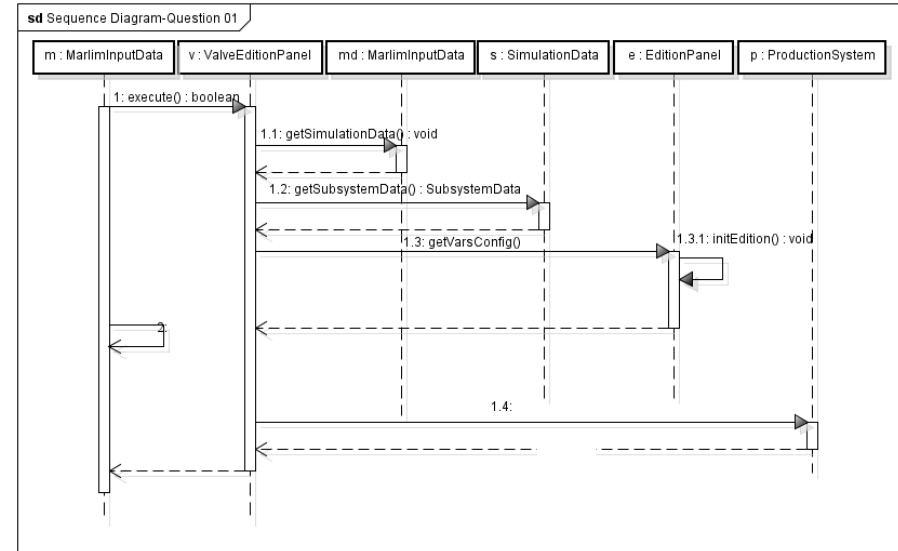 sd Sequence Diagram-Question 01
m : MarlimInputData
v : ValveEditionPanel
md : MarlimInputData
s : SimulationData
e : EditionPanel
p : ProductionSystem
1: execute() : boolean
1.1: getSimulationData() : void
1.2: getSubsystemData() : SubsystemData
1.3: getVarsConfig()
1.3.1: initEdition() : void
2:
1.4: